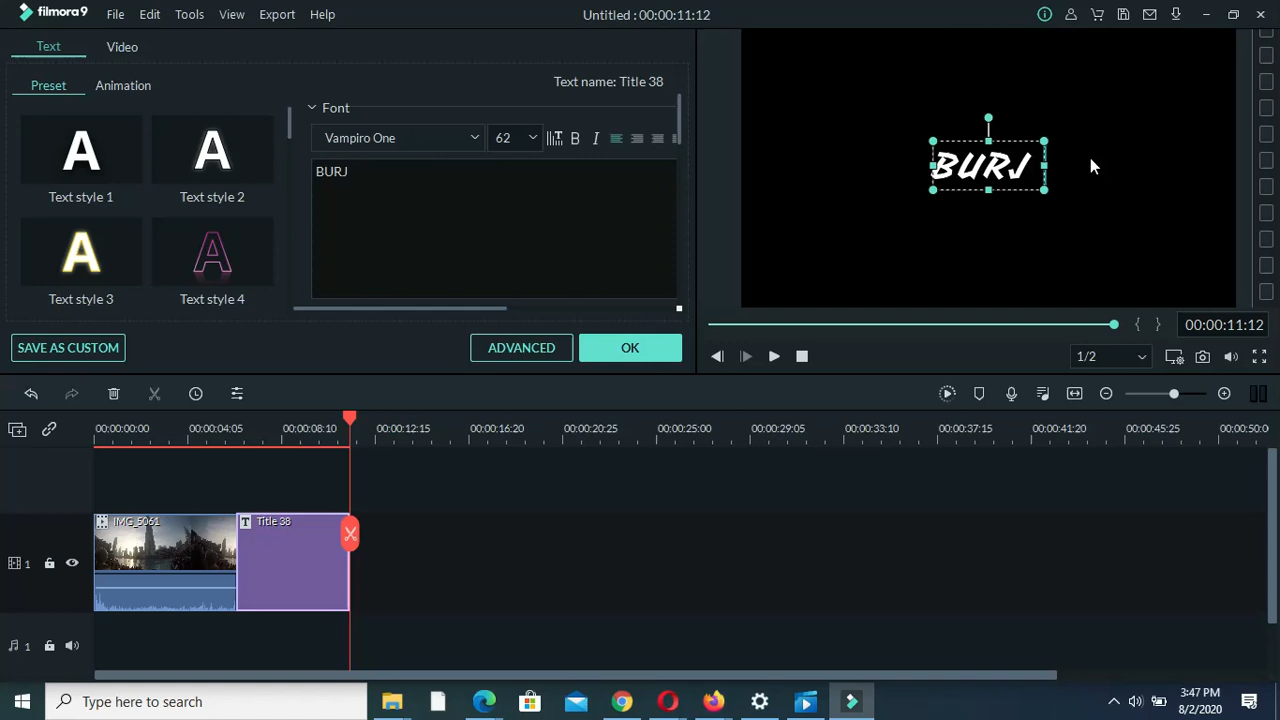 filmora9 File Edit Tools View Export Help Untitled : 00:00:11:12
Text Video
Preset Animation Text name: Title 38
Font
Vampiro One 62 B I
BURJ
A A
Text style 1 Text style 2
A A
Text style 3 Text style 4
BURJ
SAVE AS CUSTOM ADVANCED OK
{ } 00:00:11:12
1/2
00:00:00:00 00:00:04:05 00:00:08:10 00:00:12:15 00:00:16:20 00:00:20:25 00:00:25:00 00:00:29:05 00:00:33:10 00:00:37:15 00:00:41:20 00:00:45:25 00:00:50:0
IMG_5061 T Title 38
1
1
Type here to search
3:47 PM
8/2/2020